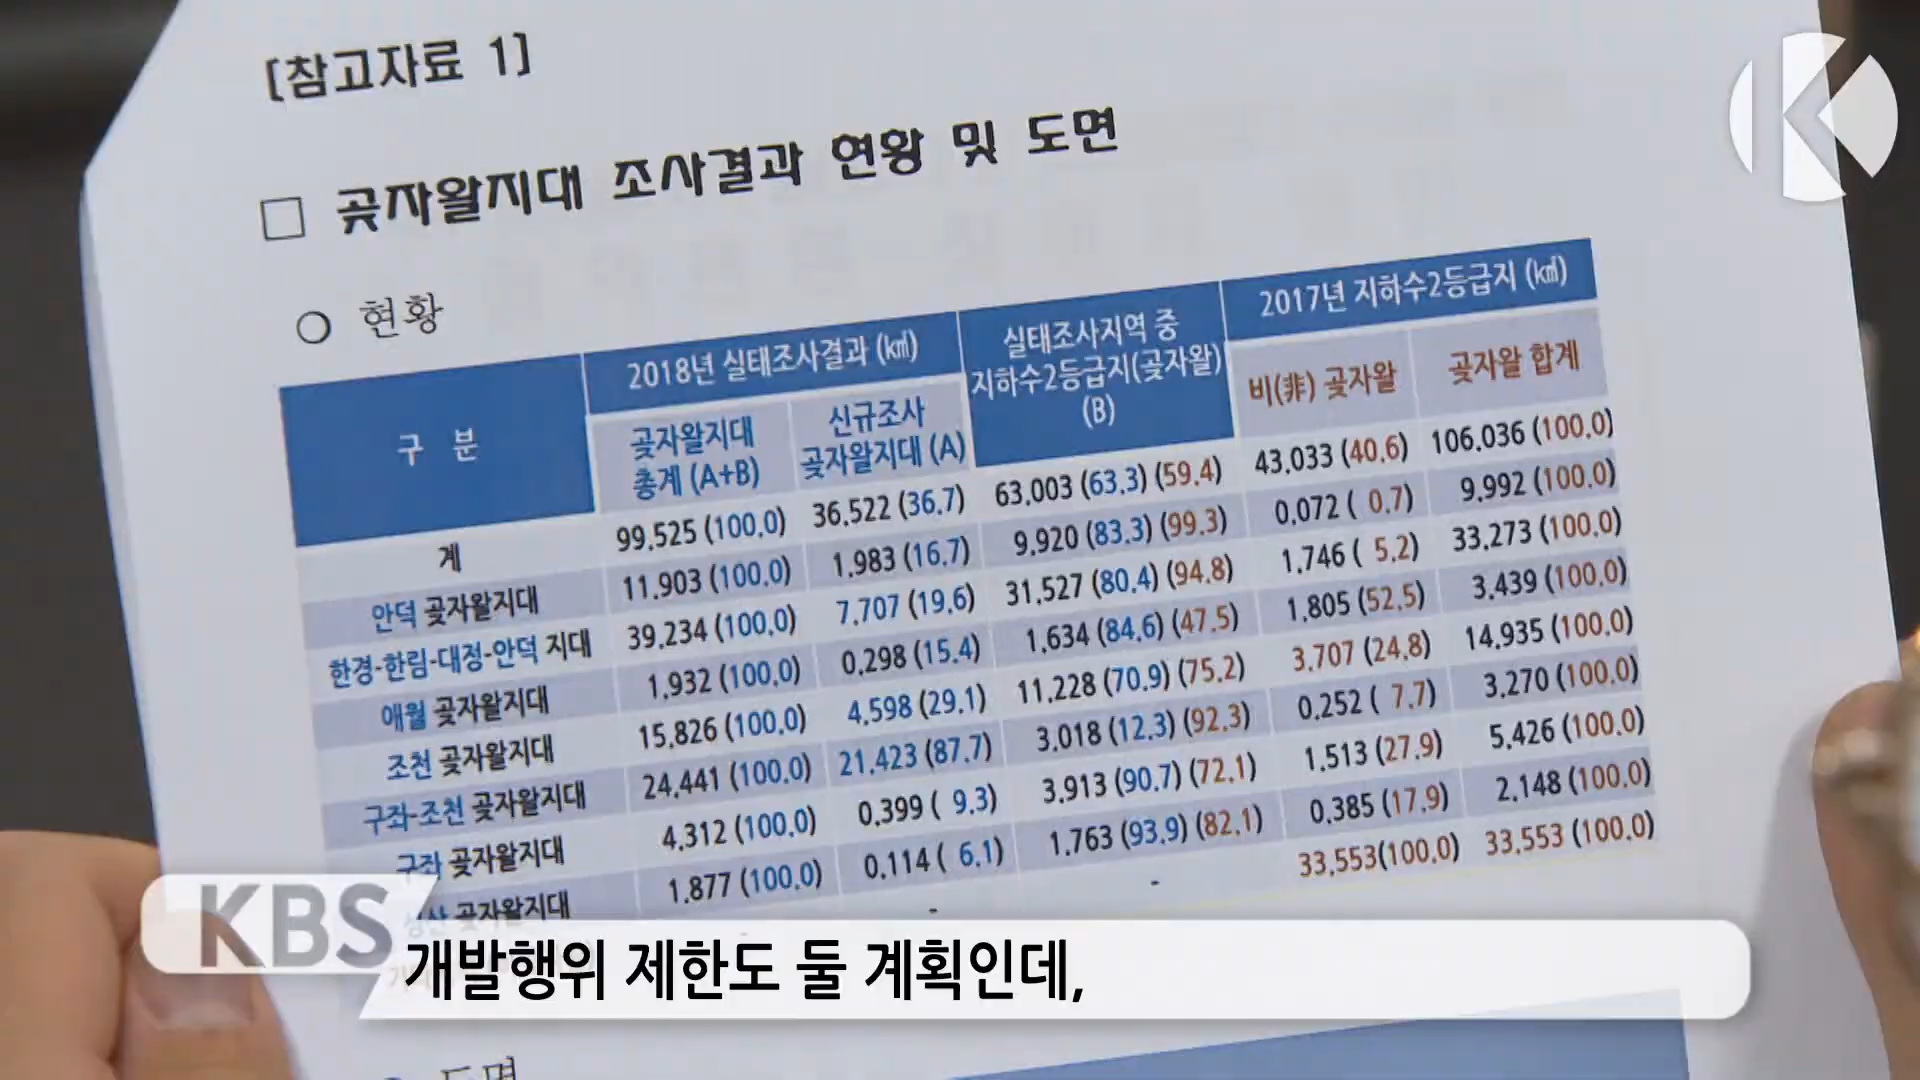 [참고자료 1]
□ 곶자왈지대 조사결과 현황 및 도면
○ 현황
구 분
2018년 실태조사결과 (㎢)
실태조사지역 중
지하수2등급지(곶자왈)
(B)
2017년 지하수2등급지 (㎢)
곶자왈지대
총계 (A+B)
신규조사
곶자왈지대 (A)
비(非) 곶자왈
곶자왈 합계
계 99,525 (100.0) 36,522 (36.7) 63,003 (63.3) (59.4) 43,033 (40.6) 106,036 (100.0)
안덕 곶자왈지대 11.903 (100.0) 1.983 (16.7) 9.920 (83.3) (99.3) 0.072 ( 0.7) 9.992 (100.0)
한경-한림-대정-안덕 지대 39,234 (100.0) 7.707 (19.6) 31,527 (80.4) (94.8) 1.746 ( 5.2) 33,273 (100.0)
애월 곶자왈지대 1.932 (100.0) 0.298 (15.4) 1.634 (84.6) (47.5) 1.805 (52.5) 3.439 (100.0)
조천 곶자왈지대 15.826 (100.0) 4.598 (29.1) 11,228 (70.9) (75.2) 3.707 (24.8) 14,935 (100.0)
구좌-조천 곶자왈지대 24,441 (100.0) 21,423 (87.7) 3.018 (12.3) (92.3) 0.252 ( 7.7) 3.270 (100.0)
구좌 곶자왈지대 4.312 (100.0) 0.399 ( 9.3) 3.913 (90.7) (72.1) 1.513 (27.9) 5.426 (100.0)
성산 곶자왈지대 1.877 (100.0) 0.114 ( 6.1) 1.763 (93.9) (82.1) 0.385 (17.9) 2.148 (100.0)
- - 33,553(100.0) 33,553 (100.0)
KBS
개발행위 제한도 둘 계획인데,